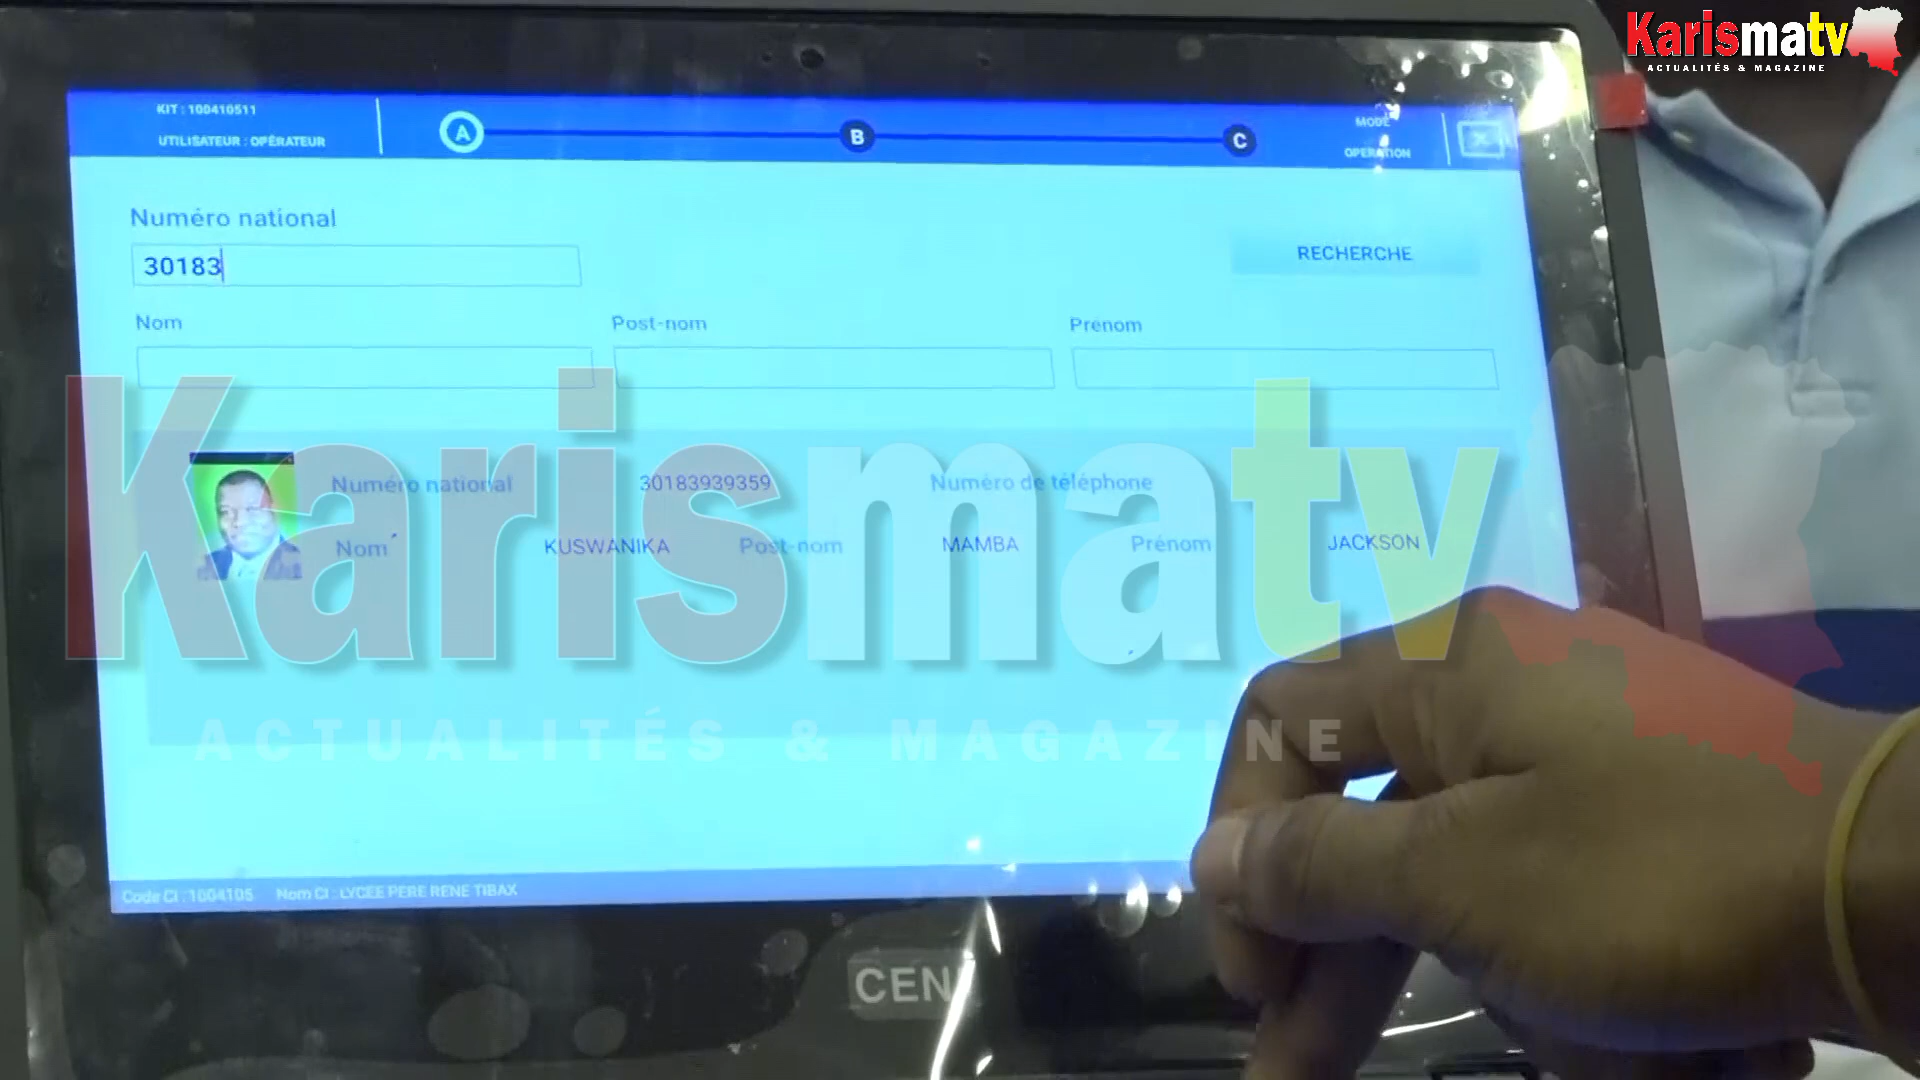 Karismatv
ACTUALITÉS & MAGAZINE
KIT : 100410511
UTILISATEUR : OPÉRATEUR
A
B
C
MODE
OPERATION
Numéro national
30183
RECHERCHE
Nom
Post-nom
Prénom
Numéro national 30183939359 Numéro de téléphone
Nom KUSWANIKA Post-nom MAMBA Prénom JACKSON
Karismatv
ACTUALITÉS & MAGAZINE
Code CI : 1004105 Nom CI : LYCEE PERE RENE TIBAX
CENI